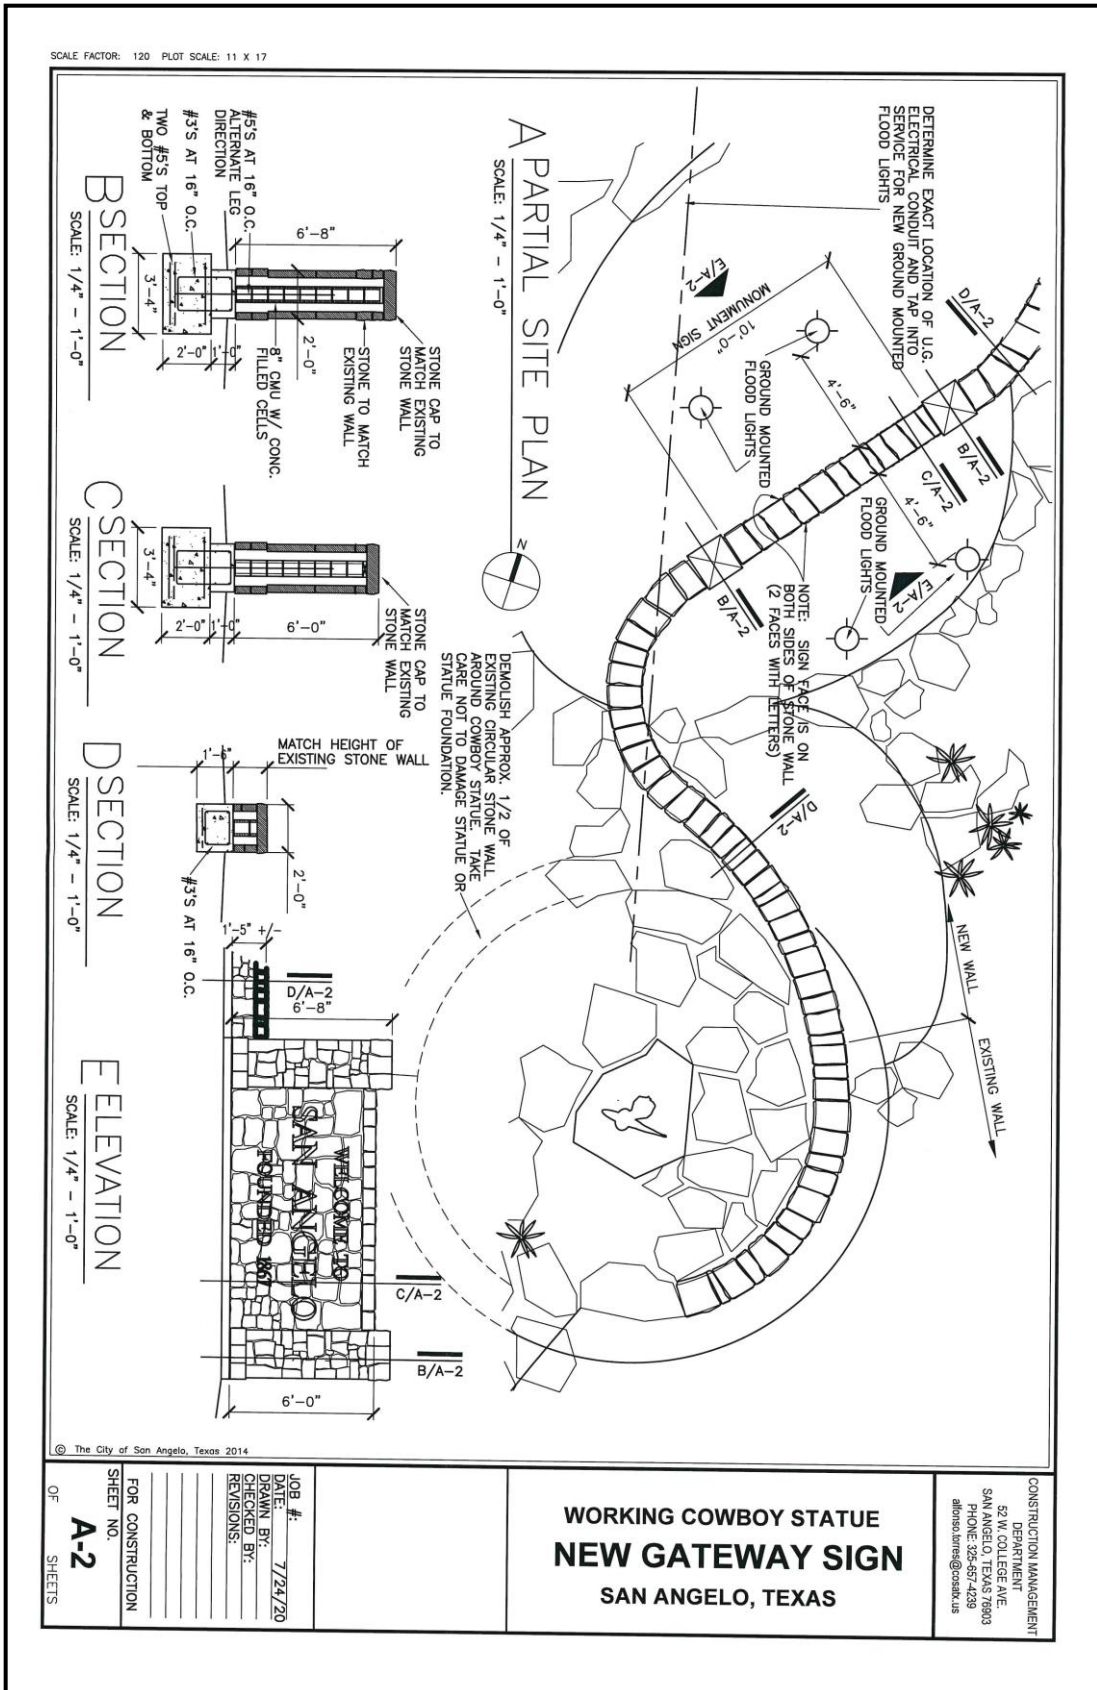 SCALE FACTOR: 120 PLOT SCALE: 11 X 17
DETERMINE EXACT LOCATION OF U.G.
ELECTRICAL CONDUIT AND TAP INTO
SERVICE FOR NEW GROUND MOUNTED
FLOOD LIGHTS
D/A-2
B/A-2
C/A-2
E/A-2
MONUMENT SIGN
10'-0"
GROUND MOUNTED
FLOOD LIGHTS
4'-6"
4'-6"
GROUND MOUNTED
FLOOD LIGHTS
E/A-2
B/A-2
NOTE: SIGN FACE IS ON
BOTH SIDES OF STONE WALL
(2 FACES WITH LETTERS)
D/A-2
NEW WALL
EXISTING WALL
DEMOLISH APPROX. 1/2 OF
EXISTING CIRCULAR STONE WALL
AROUND COWBOY STATUE. TAKE
CARE NOT TO DAMAGE STATUE OR
STATUE FOUNDATION.
N
A PARTIAL SITE PLAN
SCALE: 1/4" - 1'-0"
#5'S AT 16" O.C.
ALTERNATE LEG
DIRECTION
#3'S AT 16" O.C.
TWO #5'S TOP
& BOTTOM
6'-8"
2'-0"
STONE CAP TO
MATCH EXISTING
STONE WALL
STONE TO MATCH
EXISTING WALL
8" CMU W/ CONC.
FILLED CELLS
3'-4"
2'-0"
1'-0"
B SECTION
SCALE: 1/4" - 1'-0"
STONE CAP TO
MATCH EXISTING
STONE WALL
3'-4"
2'-0"
1'-0"
6'-0"
C SECTION
SCALE: 1/4" - 1'-0"
MATCH HEIGHT OF
EXISTING STONE WALL
1'-6"
2'-0"
#3'S AT 16" O.C.
D SECTION
SCALE: 1/4" - 1'-0"
1'-5" +/-
D/A-2
6'-8"
WELCOME TO
SAN ANGELO
FOUNDED 1867
C/A-2
B/A-2
6'-0"
E ELEVATION
SCALE: 1/4" - 1'-0"
© The City of San Angelo, Texas 2014
CONSTRUCTION MANAGEMENT
DEPARTMENT
52 W. COLLEGE AVE.
SAN ANGELO, TEXAS 76903
PHONE: 325-657-4239
alfonso.torres@cosatx.us
WORKING COWBOY STATUE
NEW GATEWAY SIGN
SAN ANGELO, TEXAS
JOB #:
DATE: 7/24/20
DRAWN BY:
CHECKED BY:
REVISIONS:
FOR CONSTRUCTION
SHEET NO.
A-2
OF SHEETS